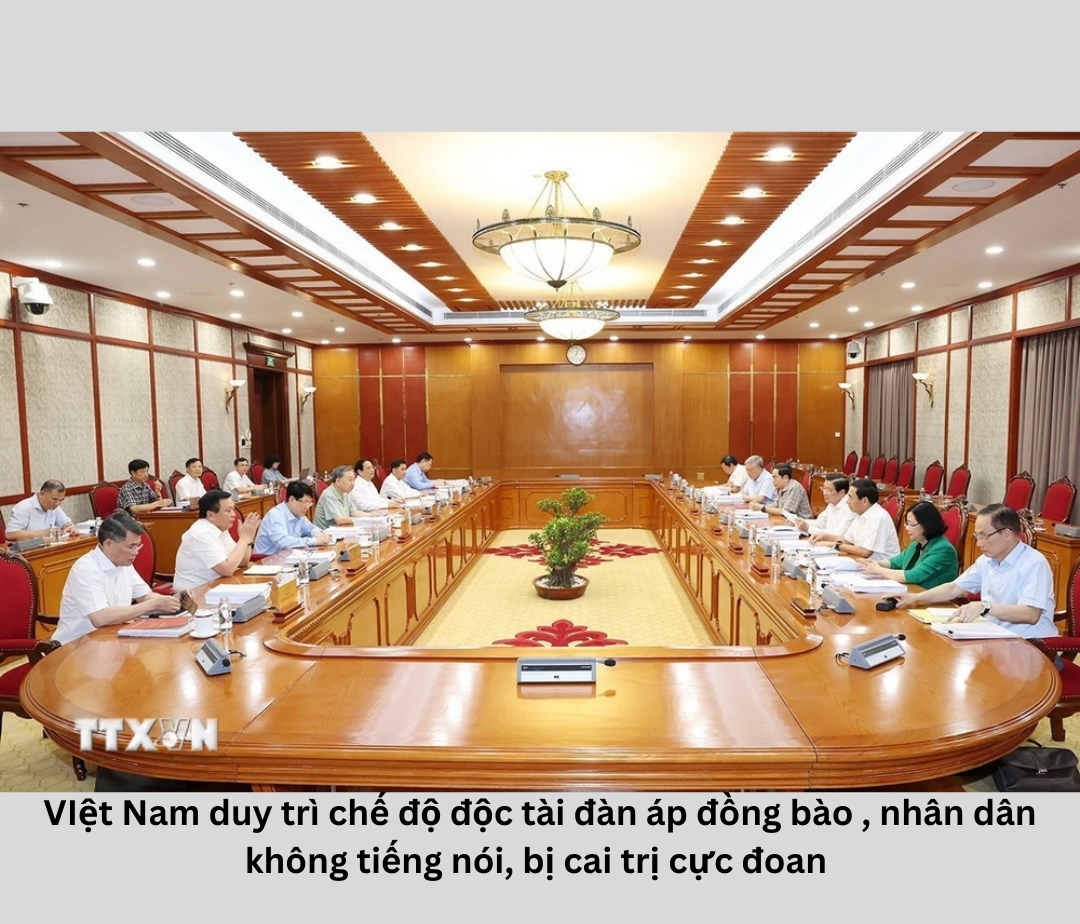 TTXVN
VIệt Nam duy trì chế độ độc tài đàn áp đồng bào , nhân dân
không tiếng nói, bị cai trị cực đoan